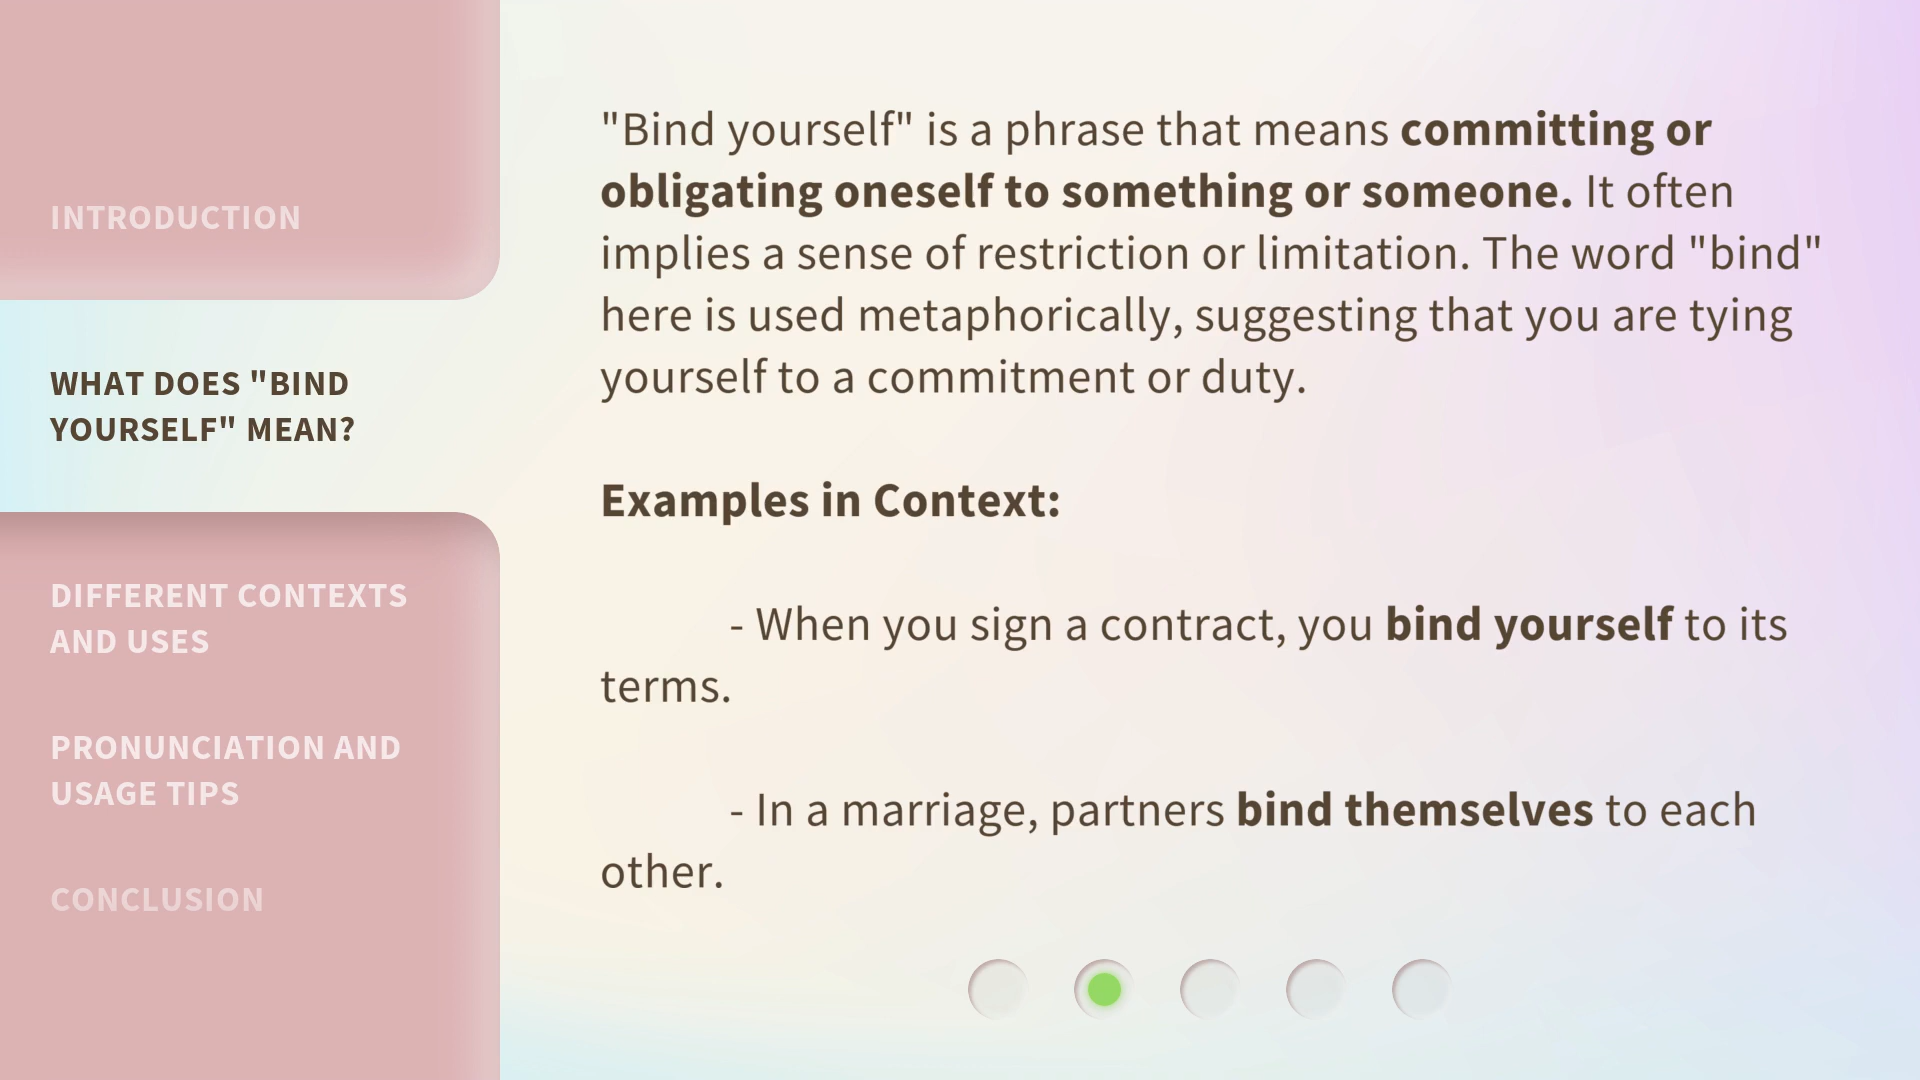 INTRODUCTION
WHAT DOES "BIND
YOURSELF" MEAN?
DIFFERENT CONTEXTS
AND USES
PRONUNCIATION AND
USAGE TIPS
CONCLUSION
"Bind yourself" is a phrase that means committing or
obligating oneself to something or someone. It often
implies a sense of restriction or limitation. The word "bind"
here is used metaphorically, suggesting that you are tying
yourself to a commitment or duty.
Examples in Context:
- When you sign a contract, you bind yourself to its
terms.
- In a marriage, partners bind themselves to each
other.